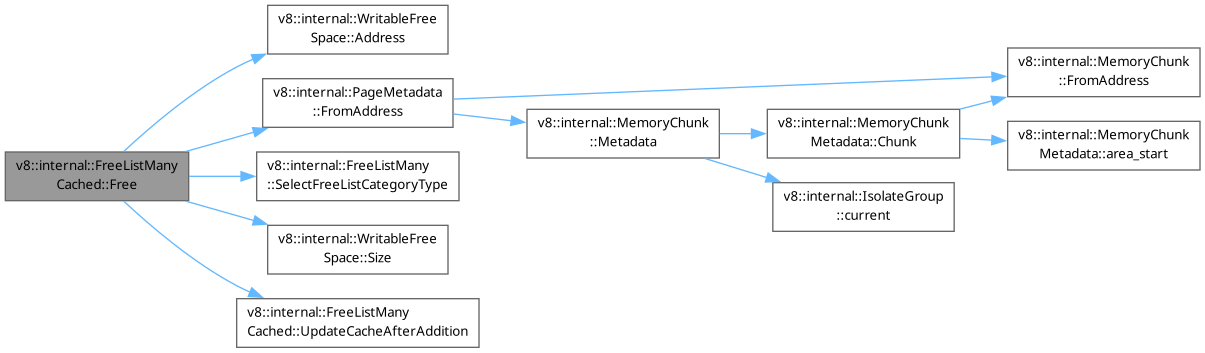 v8::internal::WritableFree
Space::Address
v8::internal::PageMetadata
::FromAddress
v8::internal::MemoryChunk
::FromAddress
v8::internal::MemoryChunk
::Metadata
v8::internal::MemoryChunk
Metadata::Chunk
v8::internal::MemoryChunk
Metadata::area_start
v8::internal::FreeListMany
Cached::Free
v8::internal::FreeListMany
::SelectFreeListCategoryType
v8::internal::IsolateGroup
::current
v8::internal::WritableFree
Space::Size
v8::internal::FreeListMany
Cached::UpdateCacheAfterAddition